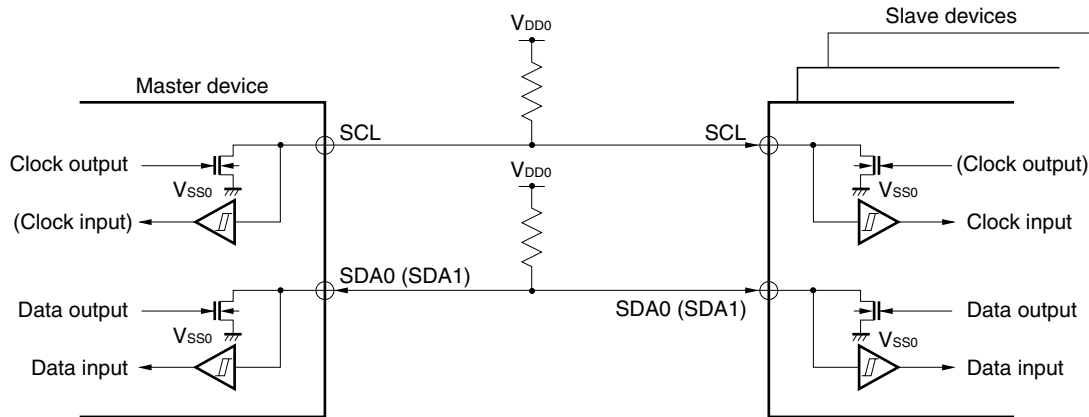 Slave devices
VDD0
Master device
SCL
SCL
Clock output
(Clock output)
VSS0
VDD0
VSS0
(Clock input)
Clock input
SDA0 (SDA1)
SDA0 (SDA1)
Data output
Data output
VSS0
VSS0
Data input
Data input